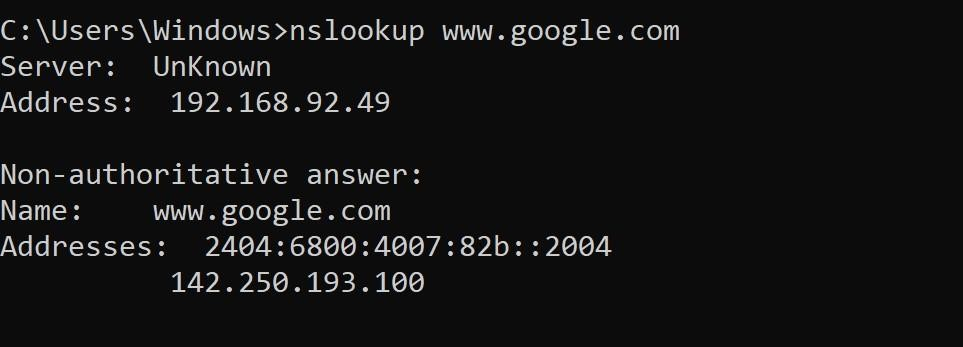 C:\Users\Windows>nslookup www.google.com
Server:  UnKnown
Address:  192.168.92.49

Non-authoritative answer:
Name:    www.google.com
Addresses:  2404:6800:4007:82b::2004
          142.250.193.100